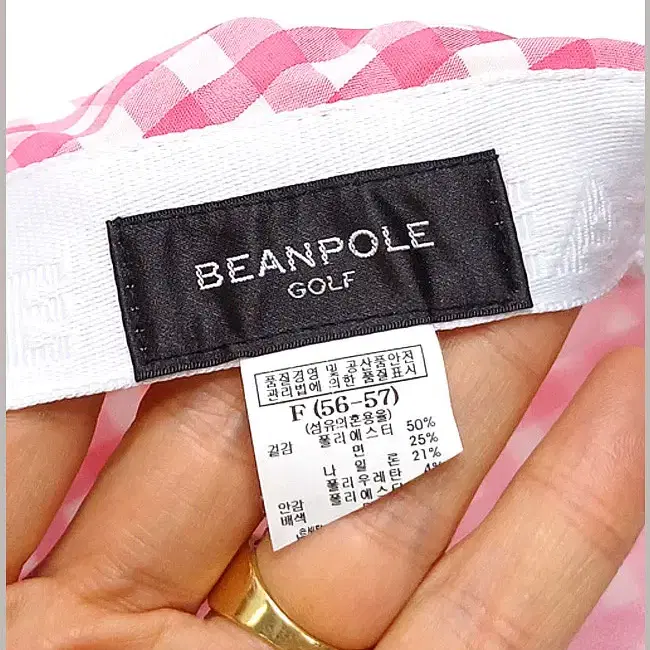 BEANPOLE
GOLF
품질경영 및 공산품안전
관리법에 의한 품질표시
F (56-57)
(섬유의혼용율)
겉감 폴리에스터 50%
면 25%
나 일 론 21%
폴리우레탄 4%
안감 폴리에스터
배색